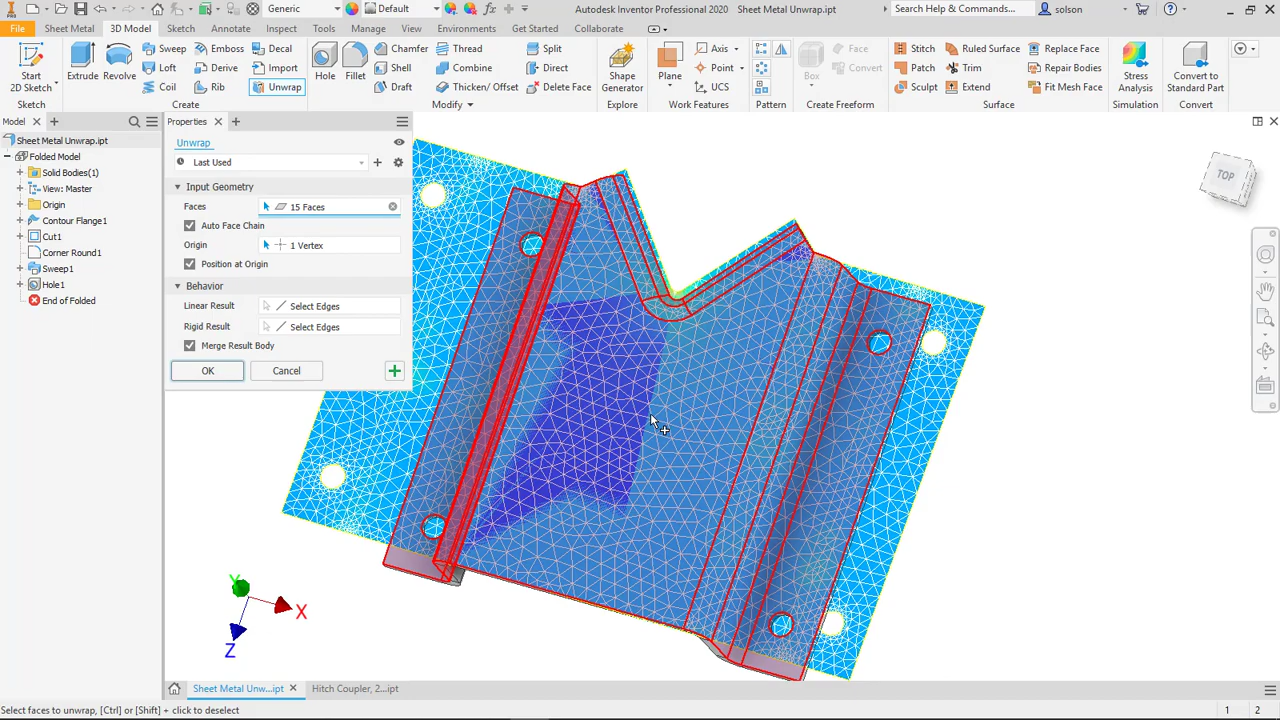 Generic
Default
Autodesk Inventor Professional 2020 Sheet Metal Unwrap.ipt
Search Help & Commands...
solson
File
Sheet Metal
3D Model
Sketch
Annotate
Inspect
Tools
Manage
View
Environments
Get Started
Collaborate
Start
2D Sketch
Sketch
Extrude
Revolve
Sweep
Loft
Coil
Emboss
Derive
Rib
Decal
Import
Unwrap
Create
Hole
Fillet
Chamfer
Shell
Draft
Thread
Combine
Thicken/ Offset
Split
Direct
Delete Face
Modify
Shape
Generator
Explore
Plane
Axis
Point
UCS
Work Features
Pattern
Box
Face
Convert
Create Freeform
Stitch
Patch
Sculpt
Ruled Surface
Trim
Extend
Replace Face
Repair Bodies
Fit Mesh Face
Surface
Stress
Analysis
Simulation
Convert to
Standard Part
Convert
Model
Sheet Metal Unwrap.ipt
Folded Model
Solid Bodies(1)
View: Master
Origin
Contour Flange1
Cut1
Corner Round1
Sweep1
Hole1
End of Folded
Properties
Unwrap
Last Used
Input Geometry
Faces 15 Faces
Auto Face Chain
Origin 1 Vertex
Position at Origin
Behavior
Linear Result Select Edges
Rigid Result Select Edges
Merge Result Body
OK Cancel
TOP
Y
X
Z
Sheet Metal Unw...ipt
Hitch Coupler, 2...ipt
Select faces to unwrap, [Ctrl] or [Shift] + click to deselect
1 2